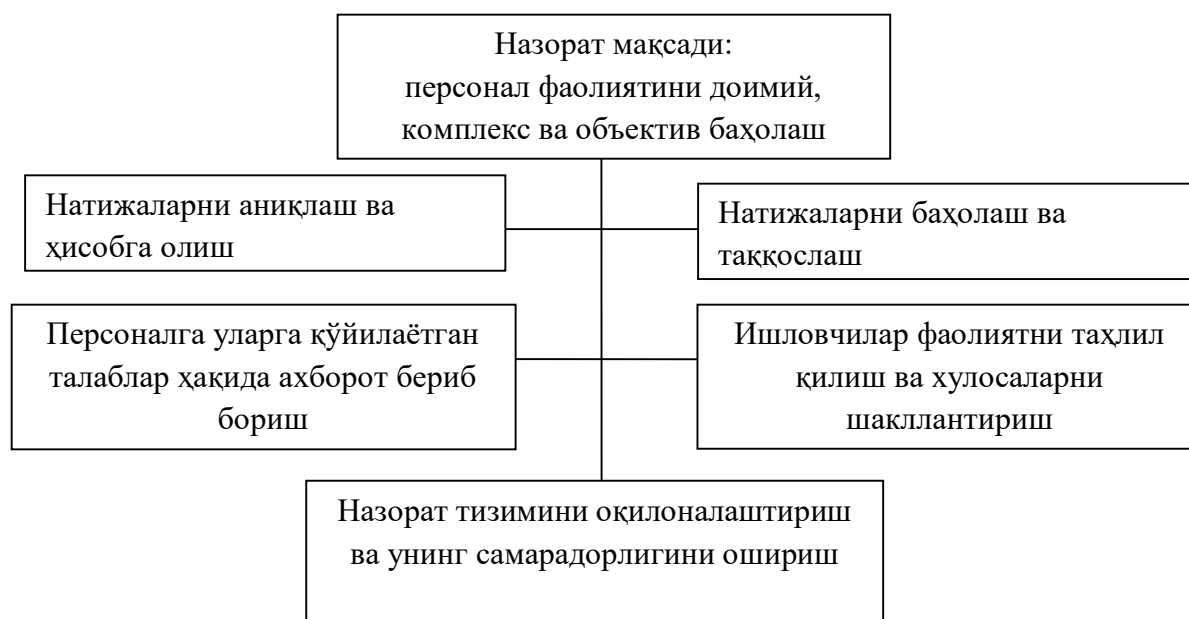 Назорат мақсади:
персонал фаолиятини доимий,
комплекс ва объектив баҳолаш
Натижаларни аниқлаш ва
ҳисобга олиш
Натижаларни баҳолаш ва
таққослаш
Персоналга уларга қўйилаётган
талаблар ҳақида ахборот бериб
бориш
Ишловчилар фаолиятни таҳлил
қилиш ва хулосаларни
шакллантириш
Назорат тизимини оқилоналаштириш
ва унинг самарадорлигини ошириш